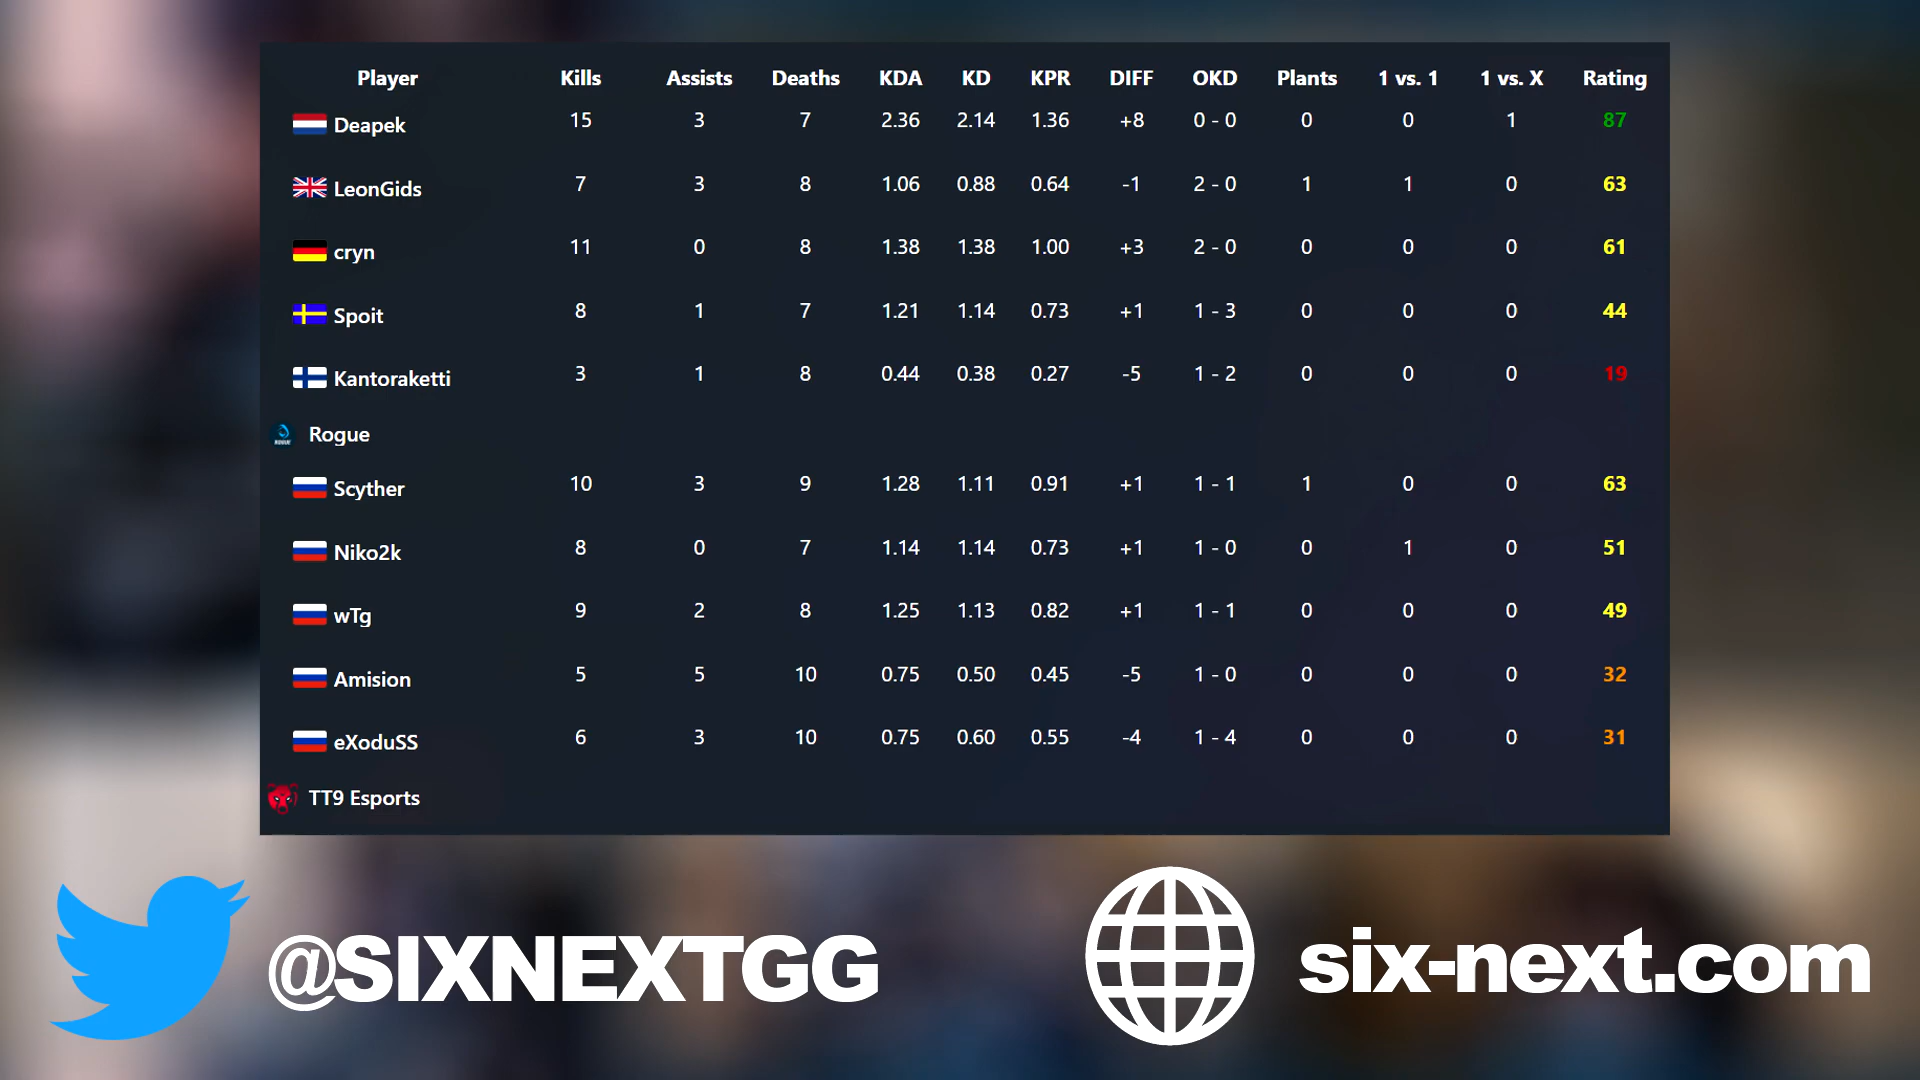 Player Kills Assists Deaths KDA KD KPR DIFF OKD Plants 1 vs. 1 1 vs. X Rating
Deapek 15 3 7 2.36 2.14 1.36 +8 0 - 0 0 0 1 87
LeonGids 7 3 8 1.06 0.88 0.64 -1 2 - 0 1 1 0 63
cryn 11 0 8 1.38 1.38 1.00 +3 2 - 0 0 0 0 61
Spoit 8 1 7 1.21 1.14 0.73 +1 1 - 3 0 0 0 44
Kantoraketti 3 1 8 0.44 0.38 0.27 -5 1 - 2 0 0 0 19
ROGUE Rogue
Scyther 10 3 9 1.28 1.11 0.91 +1 1 - 1 1 0 0 63
Niko2k 8 0 7 1.14 1.14 0.73 +1 1 - 0 0 1 0 51
wTg 9 2 8 1.25 1.13 0.82 +1 1 - 1 0 0 0 49
Amision 5 5 10 0.75 0.50 0.45 -5 1 - 0 0 0 0 32
eXoduSS 6 3 10 0.75 0.60 0.55 -4 1 - 4 0 0 0 31
TT9 Esports
@SIXNEXTGG six-next.com